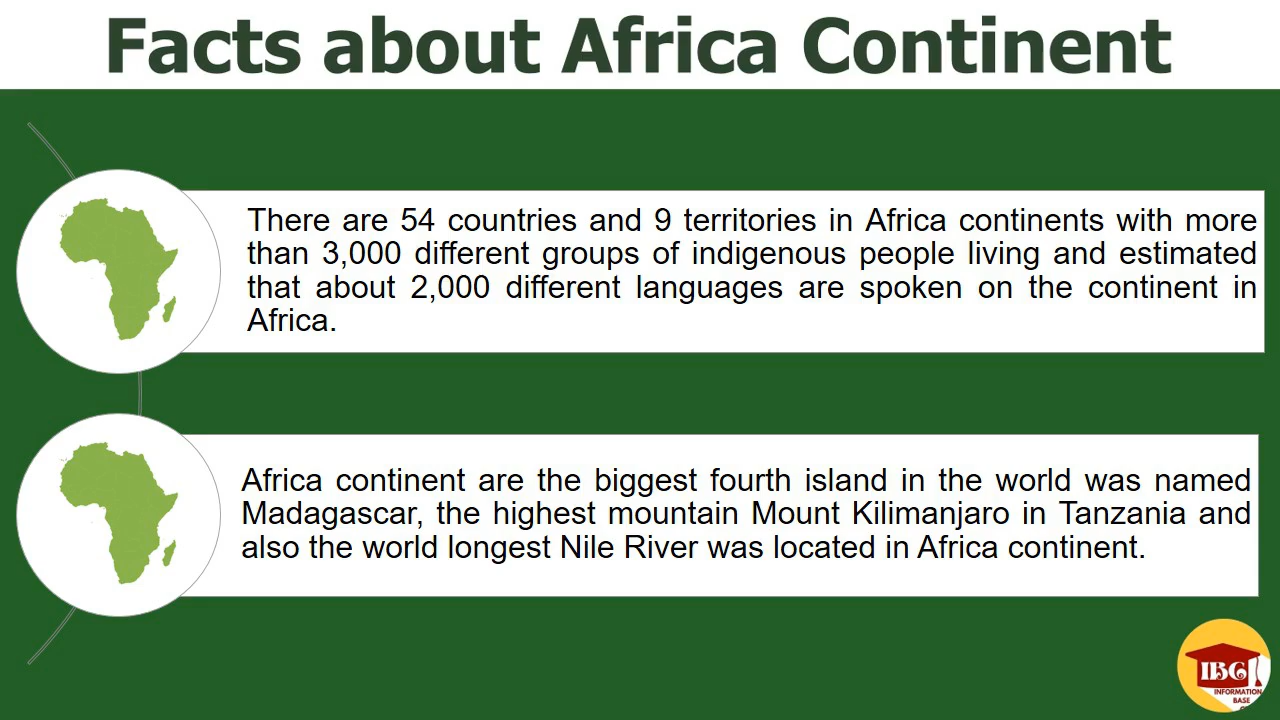 Facts about Africa Continent
There are 54 countries and 9 territories in Africa continents with more
than 3,000 different groups of indigenous people living and estimated
that about 2,000 different languages are spoken on the continent in
Africa.
Africa continent are the biggest fourth island in the world was named
Madagascar, the highest mountain Mount Kilimanjaro in Tanzania and
also the world longest Nile River was located in Africa continent.
IBG
INFORMATION
BASE